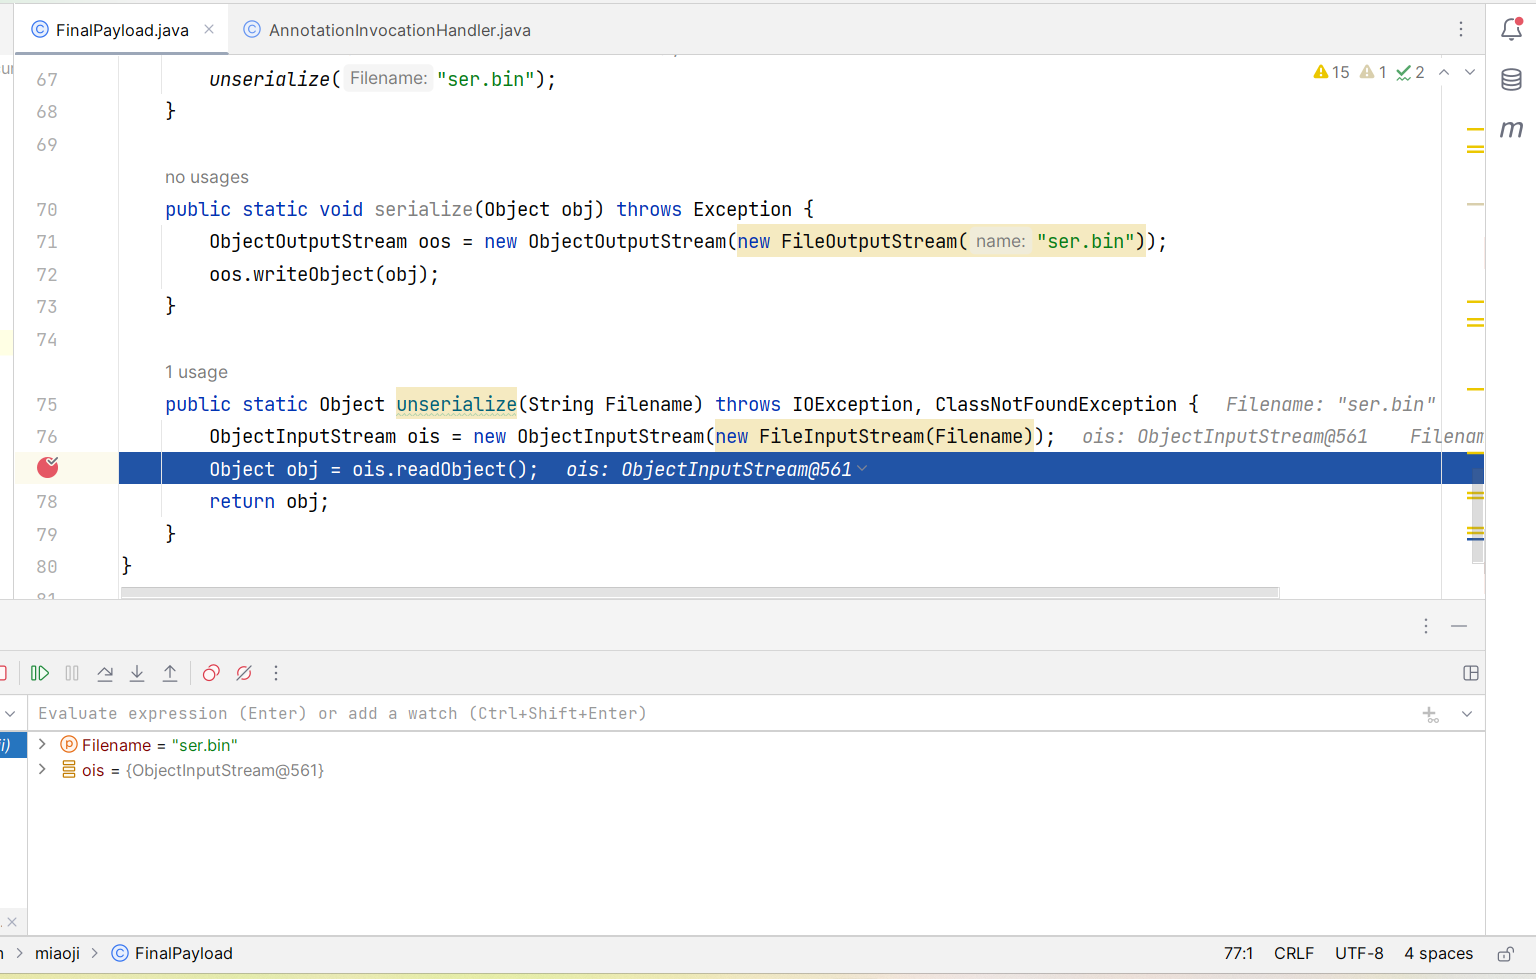 FinalPayload.java
AnnotationInvocationHandler.java
67 unserialize( Filename: "ser.bin");
15 1 2
68 }
69
no usages
70 public static void serialize(Object obj) throws Exception {
71 ObjectOutputStream oos = new ObjectOutputStream(new FileOutputStream( name: "ser.bin"));
72 oos.writeObject(obj);
73 }
74
1 usage
75 public static Object unserialize(String Filename) throws IOException, ClassNotFoundException { Filename: "ser.bin"
76 ObjectInputStream ois = new ObjectInputStream(new FileInputStream(Filename)); ois: ObjectInputStream@561 Filenam
Object obj = ois.readObject(); ois: ObjectInputStream@561
78 return obj;
79 }
80 }
81
Evaluate expression (Enter) or add a watch (Ctrl+Shift+Enter)
Filename = "ser.bin"
ois = {ObjectInputStream@561}
miaoji > FinalPayload
77:1 CRLF UTF-8 4 spaces